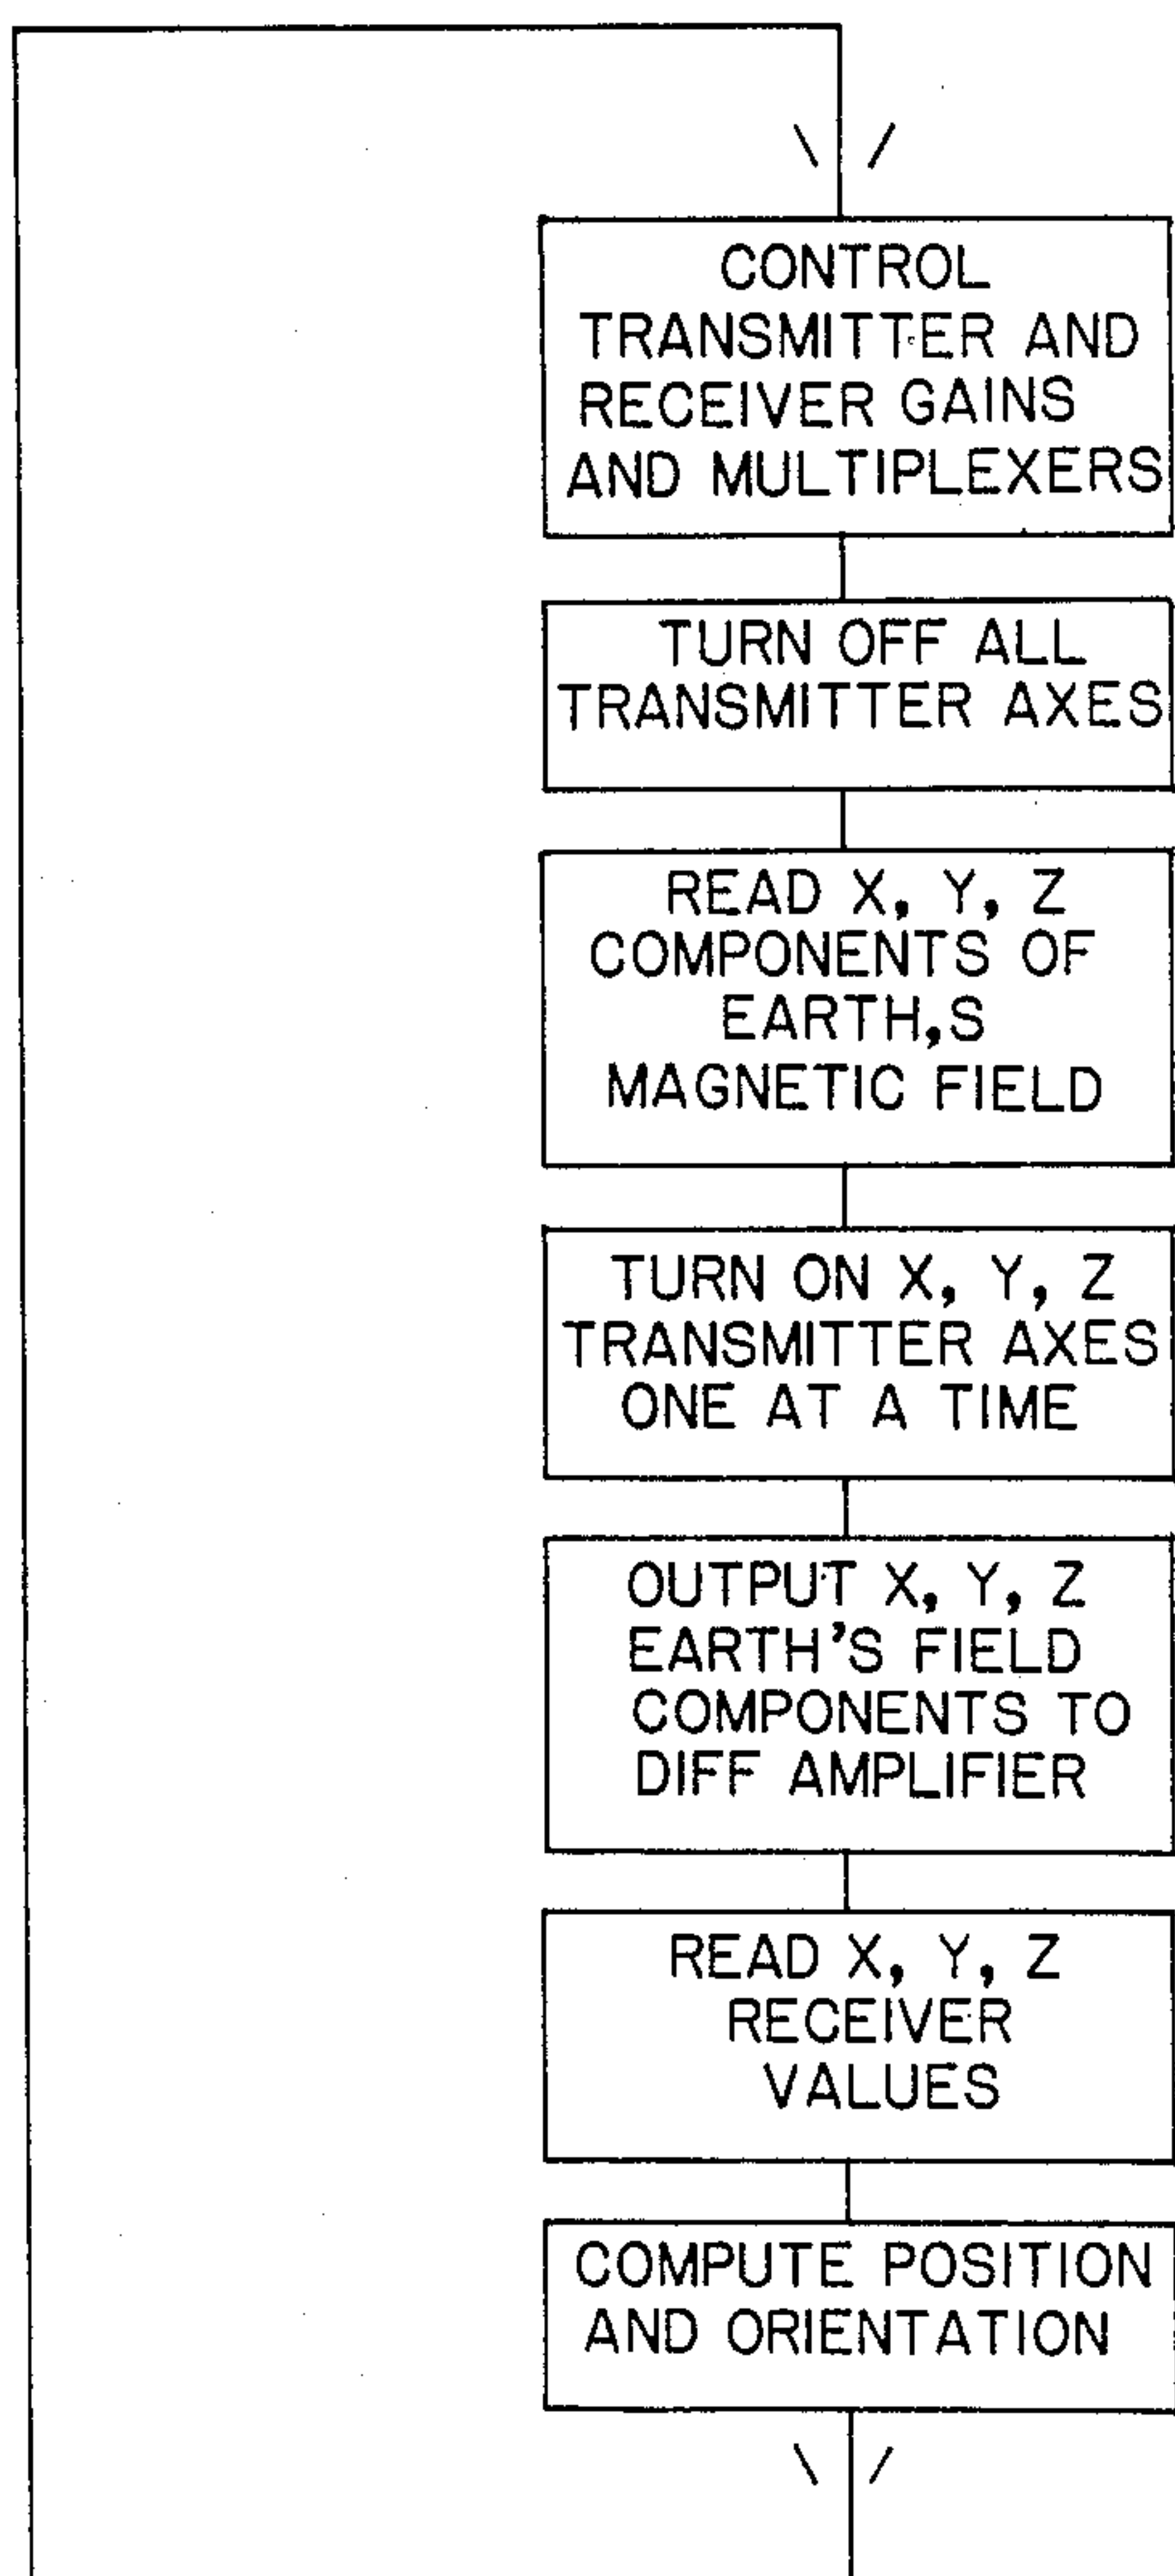 CONTROL
TRANSMITTER AND
RECEIVER GAINS
AND MULTIPLEXERS
TURN OFF ALL
TRANSMITTER AXES
READ X, Y, Z
COMPONENTS OF
EARTH,S
MAGNETIC FIELD
TURN ON X, Y, Z
TRANSMITTER AXES
ONE AT A TIME
OUTPUT X, Y, Z
EARTH'S FIELD
COMPONENTS TO
DIFF AMPLIFIER
READ X, Y, Z
RECEIVER
VALUES
COMPUTE POSITION
AND ORIENTATION